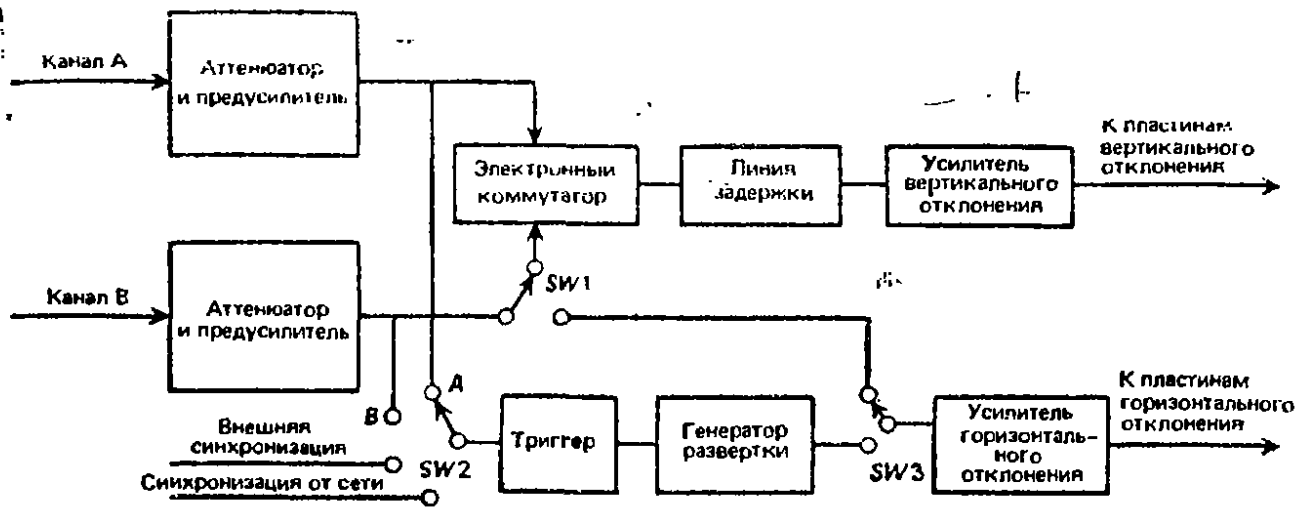 Канал А
Аттенюатор
и предусилитель
К пластинам
вертикального
отклонения
Электронный
коммутатор
Линия
задержки
Усилитель
вертикального
отклонения
SW1
Канал В
Аттенюатор
и предусилитель
А
В
К пластинам
горизонтального
отклонения
Внешняя
синхронизация
SW2
Триггер
Генератор
развертки
SW3
Усилитель
горизонталь-
ного
отклонения
Синхронизация от сети